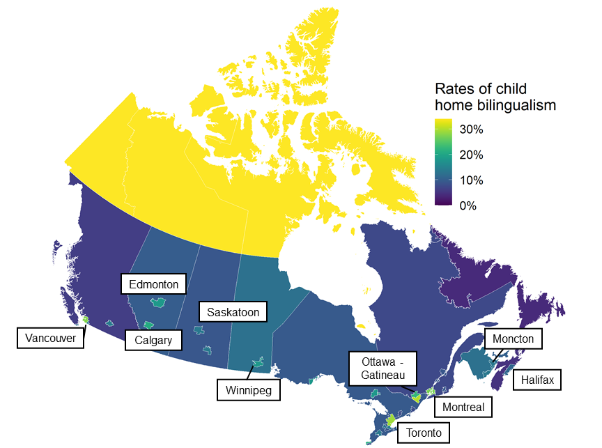 Rates of child
home bilingualism
30%
20%
10%
0%
Edmonton
Saskatoon
Vancouver
Calgary
Winnipeg
Ottawa -
Gatineau
Moncton
Halifax
Montreal
Toronto